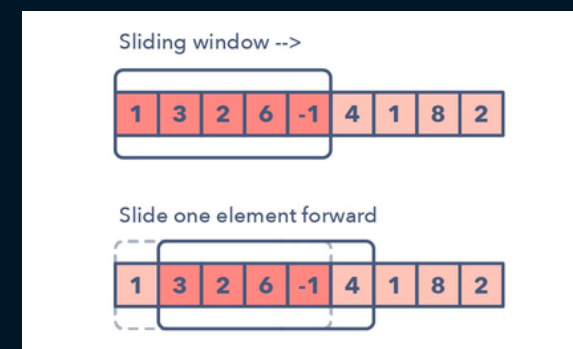 Sliding window -->
1 3 2 6 -1 4 1 8 2
Slide one element forward
1 3 2 6 -1 4 1 8 2